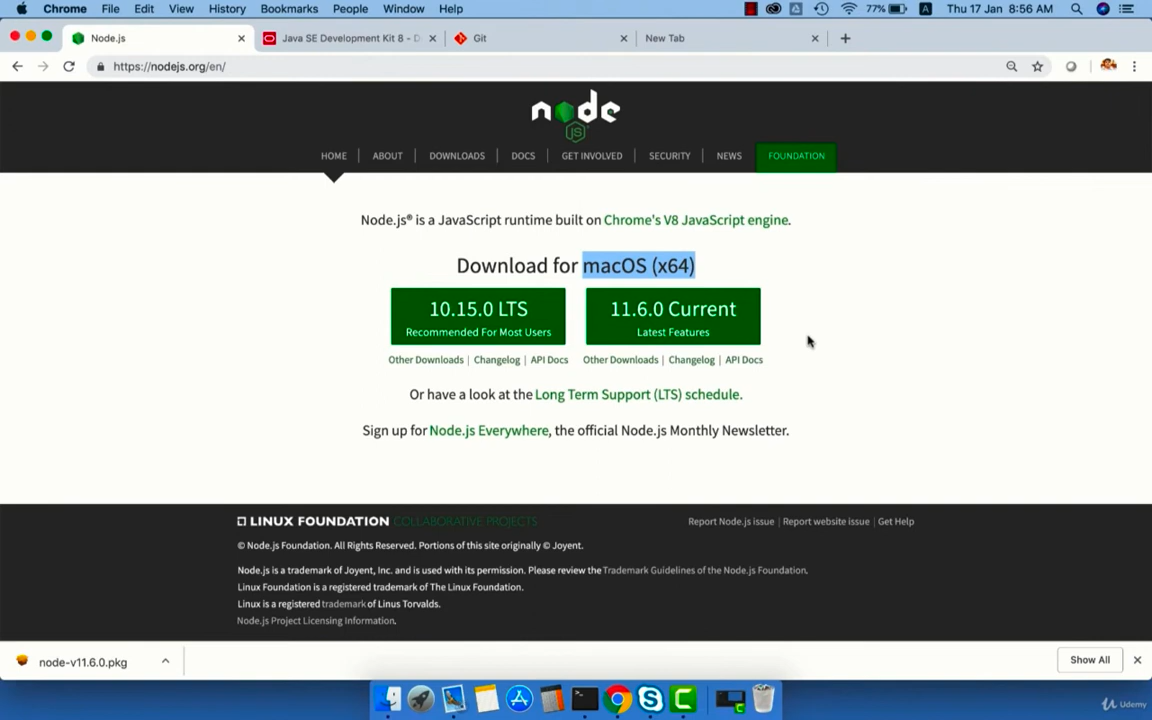 Chrome File Edit View History Bookmarks People Window Help 77% A Thu 17 Jan 8:56 AM
Node.js Java SE Development Kit 8 - D Git New Tab
https://nodejs.org/en/
node
JS
HOME | ABOUT | DOWNLOADS | DOCS | GET INVOLVED | SECURITY | NEWS FOUNDATION
Node.js® is a JavaScript runtime built on Chrome's V8 JavaScript engine.
Download for macOS (x64)
10.15.0 LTS
Recommended For Most Users
11.6.0 Current
Latest Features
Other Downloads | Changelog | API Docs
Other Downloads | Changelog | API Docs
Or have a look at the Long Term Support (LTS) schedule.
Sign up for Node.js Everywhere, the official Node.js Monthly Newsletter.
LINUX FOUNDATION COLLABORATIVE PROJECTS
Report Node.js issue | Report website issue | Get Help
© Node.js Foundation. All Rights Reserved. Portions of this site originally © Joyent.
Node.js is a trademark of Joyent, Inc. and is used with its permission. Please review the Trademark Guidelines of the Node.js Foundation.
Linux Foundation is a registered trademark of The Linux Foundation.
Linux is a registered trademark of Linus Torvalds.
Node.js Project Licensing Information.
node-v11.6.0.pkg
Show All
Udemy